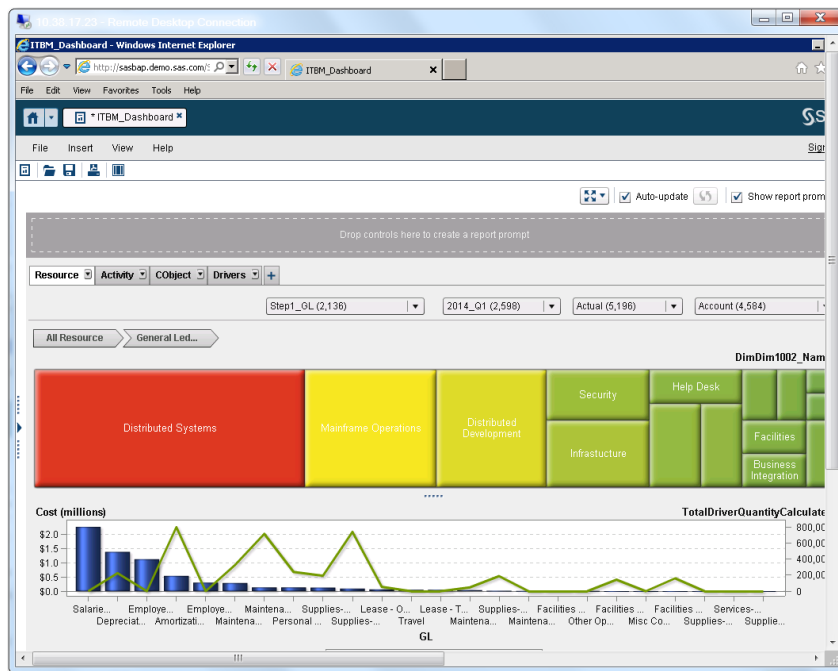 10.55.17.23 - Remote Desktop Connection
ITBM_Dashboard - Windows Internet Explorer
http://sasbap.demo.sas.com/S
ITBM_Dashboard
File Edit View Favorites Tools Help
* ITBM_Dashboard
File Insert View Help
Sign
Auto-update Show report prom
Drop controls here to create a report prompt
Resource Activity CObject Drivers +
Step1_GL (2,136) 2014_Q1 (2,598) Actual (5,196) Account (4,584)
All Resource General Led...
DimDim1002_Nam
Distributed Systems
Mainframe Operations
Distributed
Development
Security
Infrastucture
Help Desk
Facilities
Business
Integration
Cost (millions) TotalDriverQuantityCalculate
$2.0
$1.5
$1.0
$0.5
$0.0
800,00
600,00
400,00
200,00
0
Salarie... Employe... Employe... Maintena... Supplies-... Lease - O... Lease - T... Supplies-... Facilities ... Facilities ... Facilities ... Services-...
Depreciat... Amortizati... Maintena... Personal ... Supplies-... Travel Maintena... Maintena... Other Op... Misc Co... Supplies-... Supplie...
GL